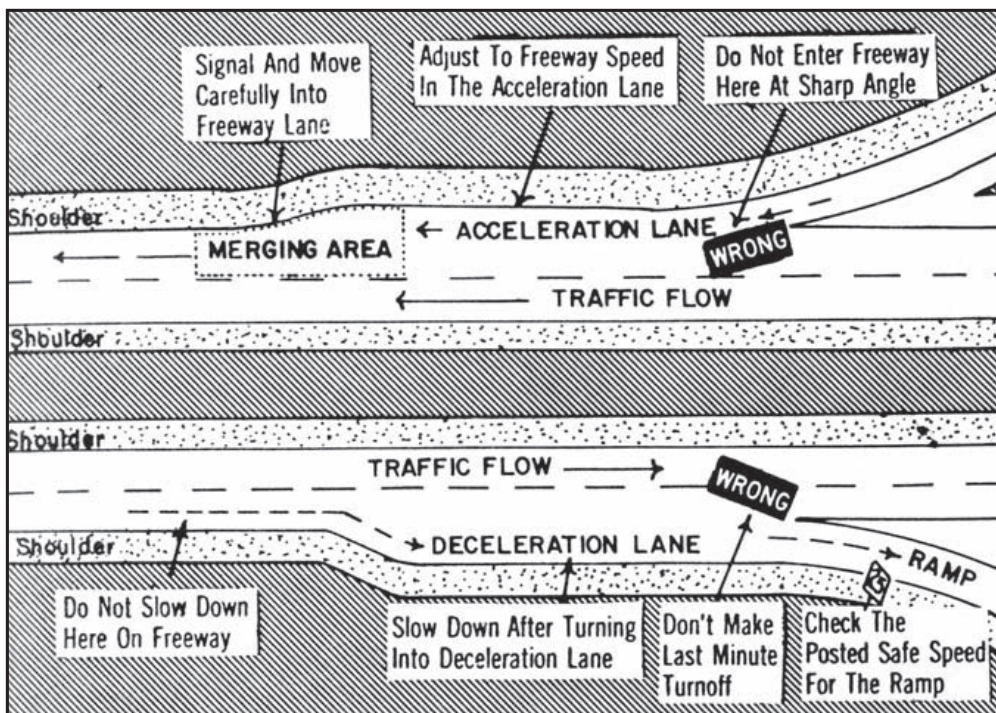 Signal And Move
Carefully Into
Freeway Lane
Adjust To Freeway Speed
In The Acceleration Lane
Do Not Enter Freeway
Here At Sharp Angle
Shoulder
MERGING AREA
ACCELERATION LANE
WRONG
TRAFFIC FLOW
Shoulder
Shoulder
TRAFFIC FLOW
WRONG
Shoulder
DECELERATION LANE
RAMP
Do Not Slow Down
Here On Freeway
Slow Down After Turning
Into Deceleration Lane
Don't Make
Last Minute
Turnoff
Check The
Posted Safe Speed
For The Ramp